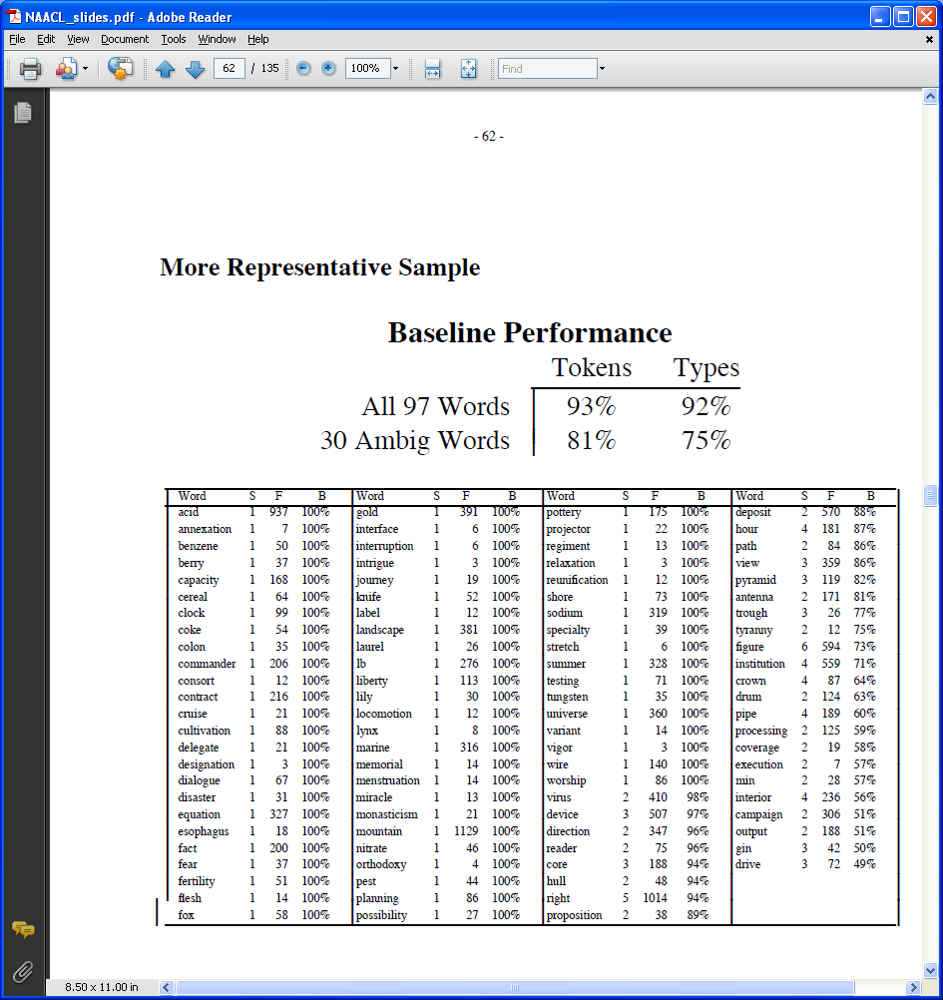 NAACL_slides.pdf - Adobe Reader
File Edit View Document Tools Window Help
62 / 135 100% Find
- 62 -
More Representative Sample
Baseline Performance
Tokens Types
All 97 Words 93% 92%
30 Ambig Words 81% 75%
Word S F B Word S F B Word S F B Word S F B
acid 1 937 100% gold 1 391 100% pottery 1 175 100% deposit 2 570 88%
annexation 1 7 100% interface 1 6 100% projector 1 22 100% hour 4 181 87%
benzene 1 50 100% interruption 1 6 100% regiment 1 13 100% path 2 84 86%
berry 1 37 100% intrigue 1 3 100% relaxation 1 3 100% view 3 359 86%
capacity 1 168 100% journey 1 19 100% reunification 1 12 100% pyramid 3 119 82%
cereal 1 64 100% knife 1 52 100% shore 1 73 100% antenna 2 171 81%
clock 1 99 100% label 1 12 100% sodium 1 319 100% trough 3 26 77%
coke 1 54 100% landscape 1 381 100% specialty 1 39 100% tyranny 2 12 75%
colon 1 35 100% laurel 1 26 100% stretch 1 6 100% figure 6 594 73%
commander 1 206 100% lb 1 276 100% summer 1 328 100% institution 4 559 71%
consort 1 12 100% liberty 1 113 100% testing 1 71 100% crown 4 87 64%
contract 1 216 100% lily 1 30 100% tungsten 1 35 100% drum 2 124 63%
cruise 1 21 100% locomotion 1 12 100% universe 1 360 100% pipe 4 189 60%
cultivation 1 88 100% lynx 1 8 100% variant 1 14 100% processing 2 125 59%
delegate 1 21 100% marine 1 316 100% vigor 1 3 100% coverage 2 19 58%
designation 1 3 100% memorial 1 14 100% wire 1 140 100% execution 2 7 57%
dialogue 1 67 100% menstruation 1 14 100% worship 1 86 100% min 2 28 57%
disaster 1 31 100% miracle 1 13 100% virus 2 410 98% interior 4 236 56%
equation 1 327 100% monasticism 1 21 100% device 3 507 97% campaign 2 306 51%
esophagus 1 18 100% mountain 1 1129 100% direction 2 347 96% output 2 188 51%
fact 1 200 100% nitrate 1 46 100% reader 2 75 96% gin 3 42 50%
fear 1 37 100% orthodoxy 1 4 100% core 3 188 94% drive 3 72 49%
fertility 1 51 100% pest 1 44 100% hull 2 48 94%
flesh 1 14 100% planning 1 86 100% right 5 1014 94%
fox 1 58 100% possibility 1 27 100% proposition 2 38 89%
8.50 x 11.00 in